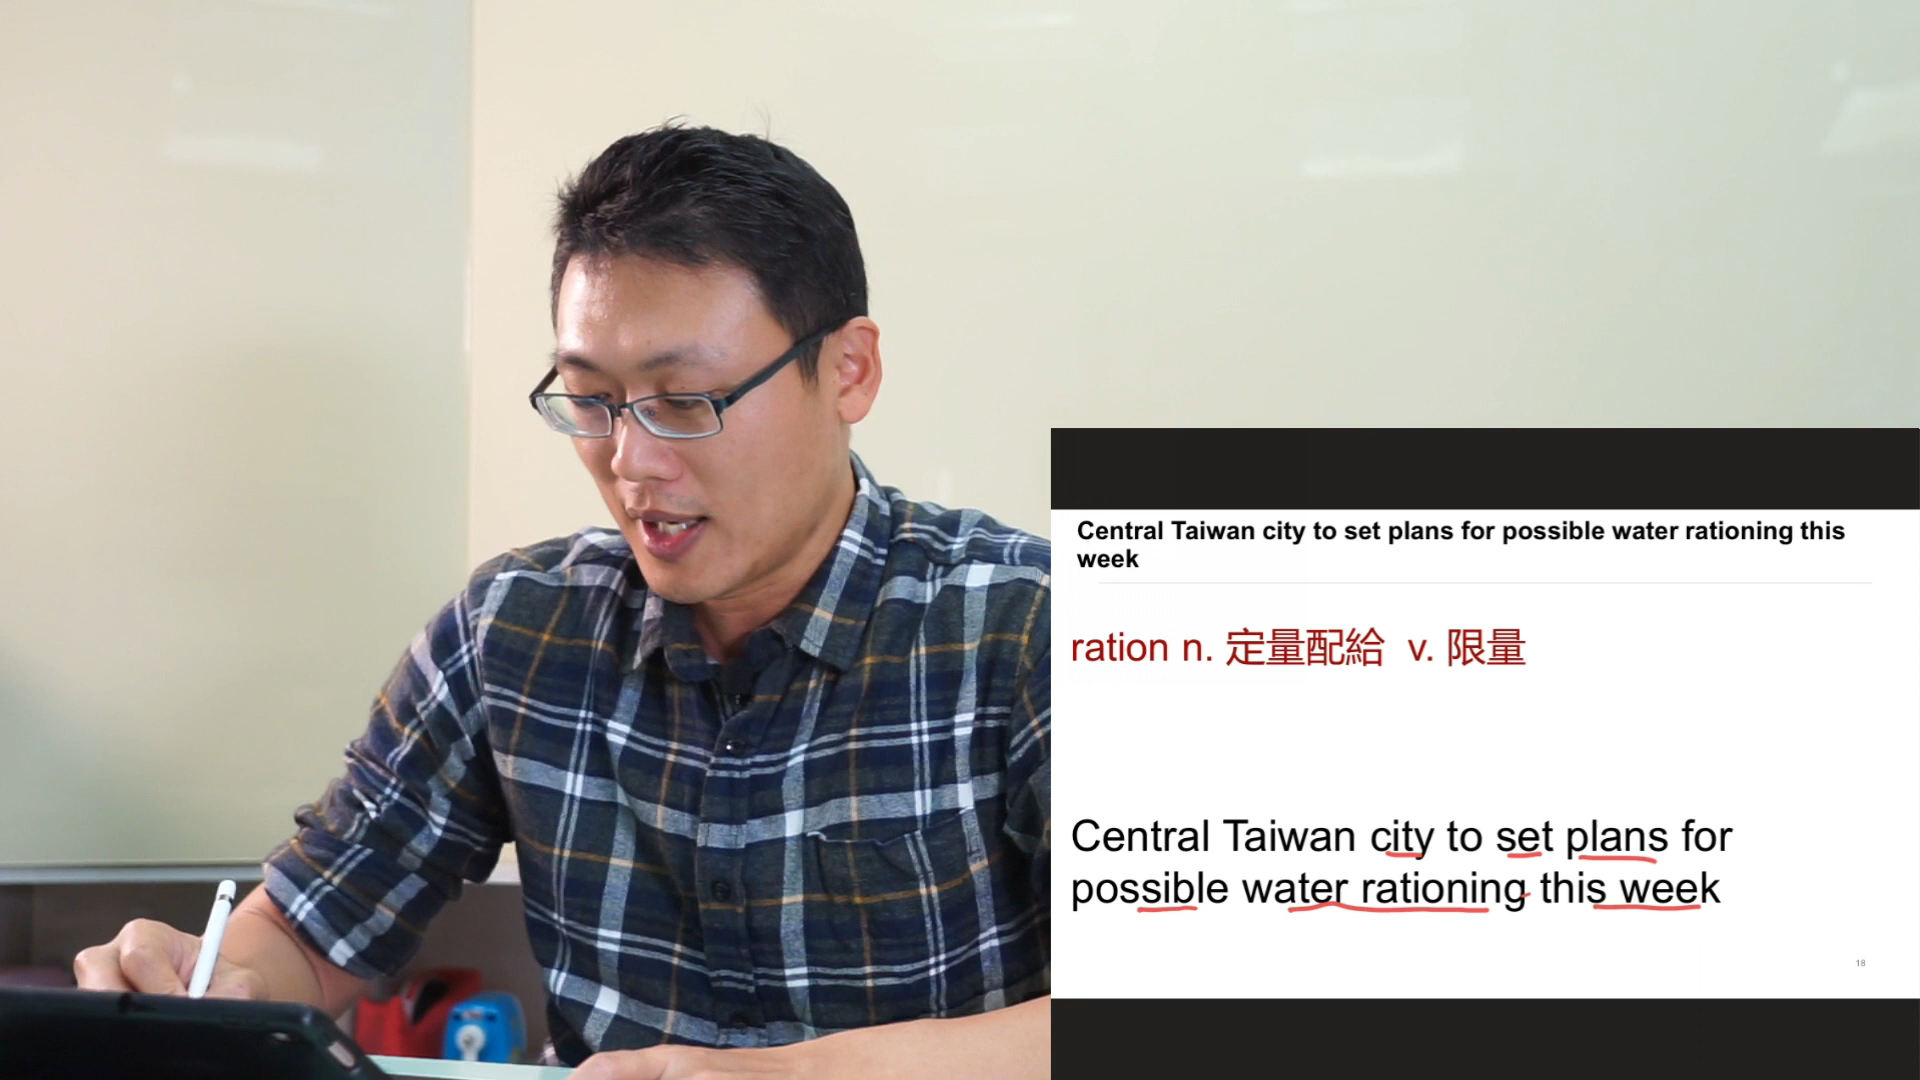 Central Taiwan city to set plans for possible water rationing this
week
ration n. 定量配給 v. 限量
Central Taiwan city to set plans for
possible water rationing this week
18